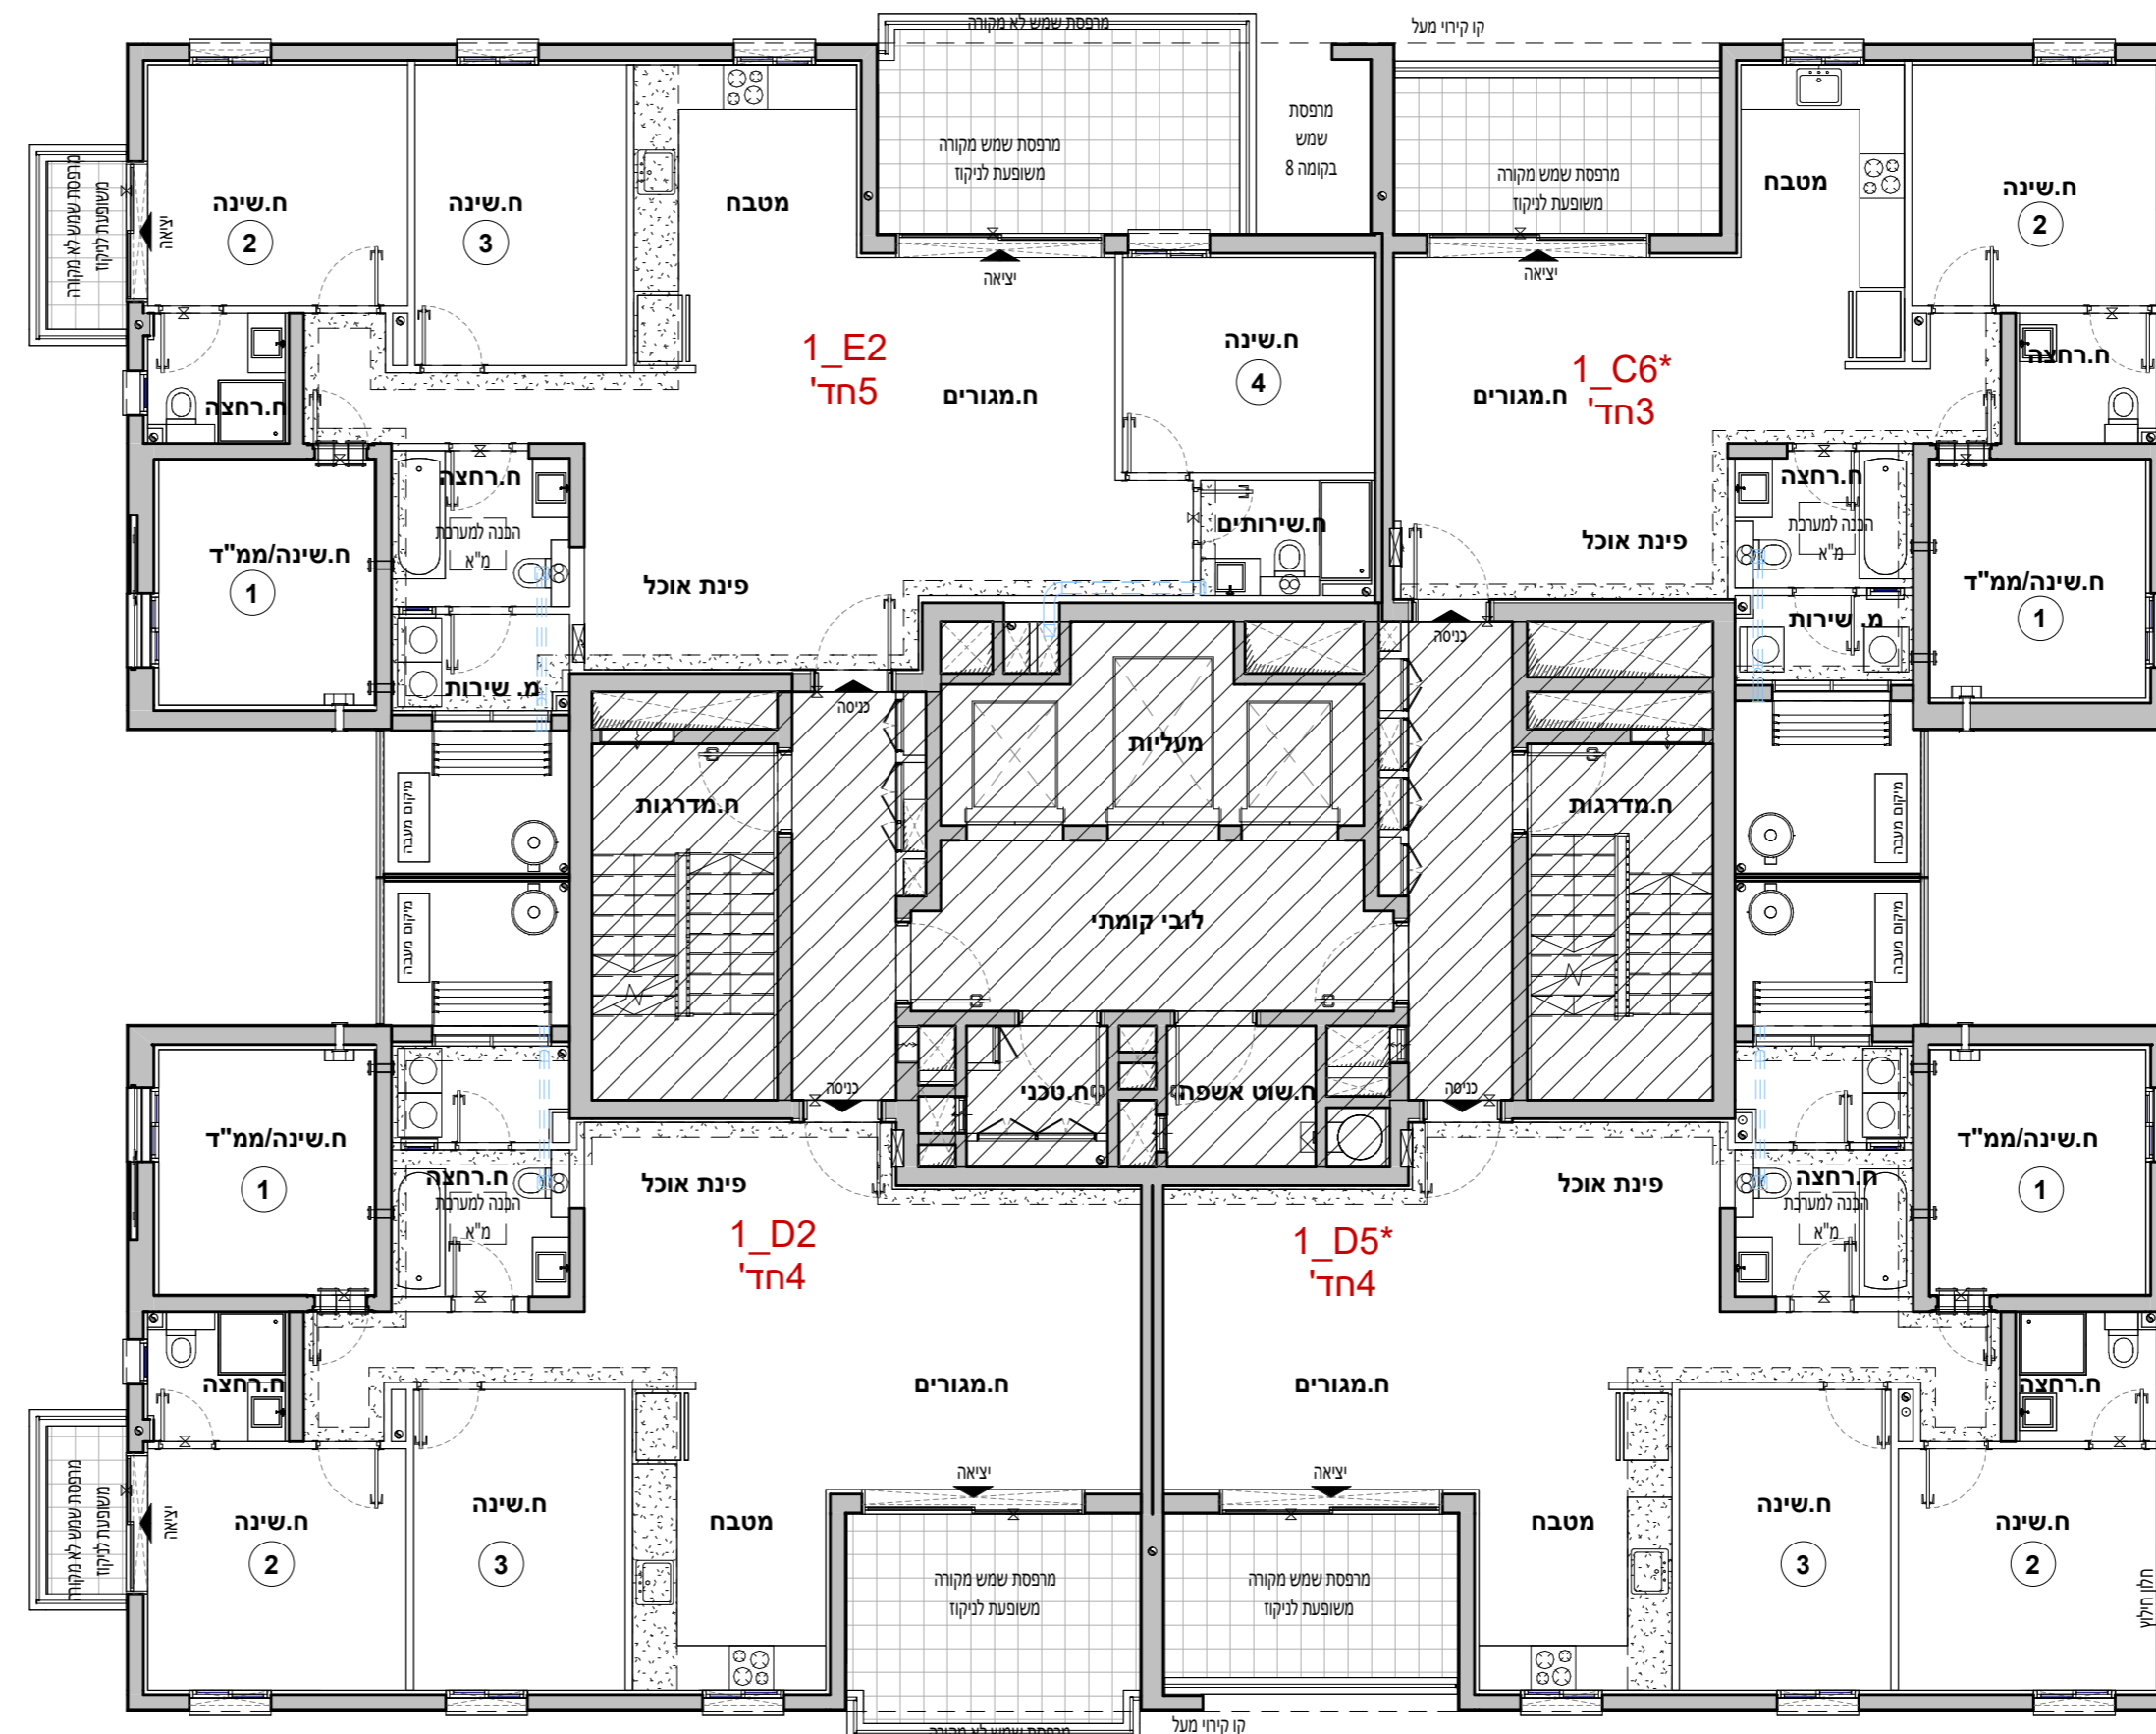 מרפסת שמש לא מקורה
קו קירוי מעל
מרפסת
שמש
בקומה 8
מרפסת שמש מקורה
משופעת לניקוז
מרפסת שמש מקורה
משופעת לניקוז
מרפסת שמש לא מקורה
משופעת לניקוז
יציאה
ח.שינה
2
ח.שינה
3
מטבח
יציאה
1_E2
5חד'
ח.מגורים
ח.שינה
4
ח.רחצה
ח.רחצה
הכנה למערכת
מ"א
ח.שינה/ממ"ד
1
פינת אוכל
ח.שירותים
מ. שירות
כניסה
יציאה
מטבח
ח.שינה
2
1_C6*
3חד'
ח.מגורים
ח.רחצה
ח.רחצה
הכנה למערכת
מ"א
פינת אוכל
ח.שינה/ממ"ד
1
מ. שירות
כניסה
מעליות
ח.מדרגות
ח.מדרגות
לובי קומתי
מיקום מעבה
מיקום מעבה
מיקום מעבה
מיקום מעבה
ח.טכני
ח.שוט אשפה
כניסה
כניסה
ח.שינה/ממ"ד
1
ח.רחצה
הכנה למערכת
מ"א
פינת אוכל
1_D2
4חד'
ח.מגורים
ח.רחצה
ח.שינה
2
ח.שינה
3
מטבח
יציאה
יציאה
מרפסת שמש לא מקורה
משופעת לניקוז
מרפסת שמש מקורה
משופעת לניקוז
מרפסת שמש לא מקורה
פינת אוכל
1_D5*
4חד'
ח.מגורים
ח.רחצה
הכנה למערכת
מ"א
ח.שינה/ממ"ד
1
ח.רחצה
יציאה
מטבח
ח.שינה
3
ח.שינה
2
חלון חילוץ
מרפסת שמש מקורה
משופעת לניקוז
קו קירוי מעל